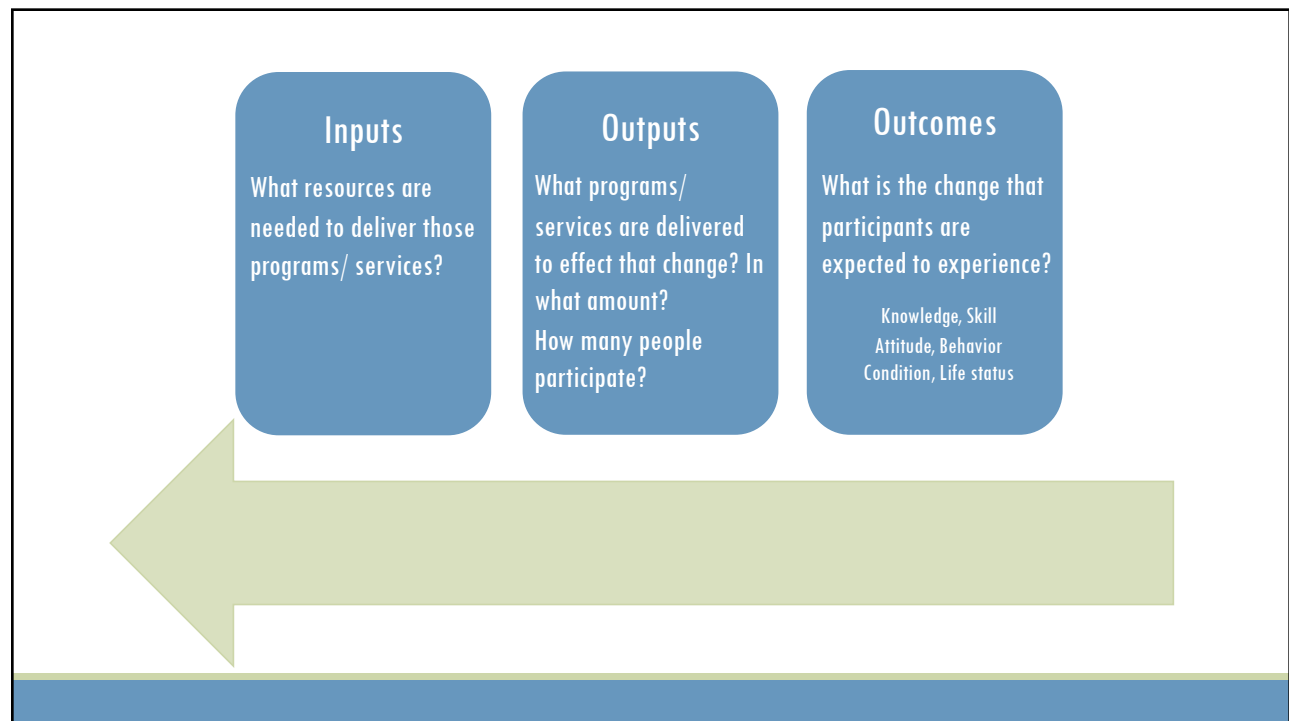 Inputs
What resources are
needed to deliver those
programs/ services?
Outputs
What programs/
services are delivered
to effect that change? In
what amount?
How many people
participate?
Outcomes
What is the change that
participants are
expected to experience?
Knowledge, Skill
Attitude, Behavior
Condition, Life status